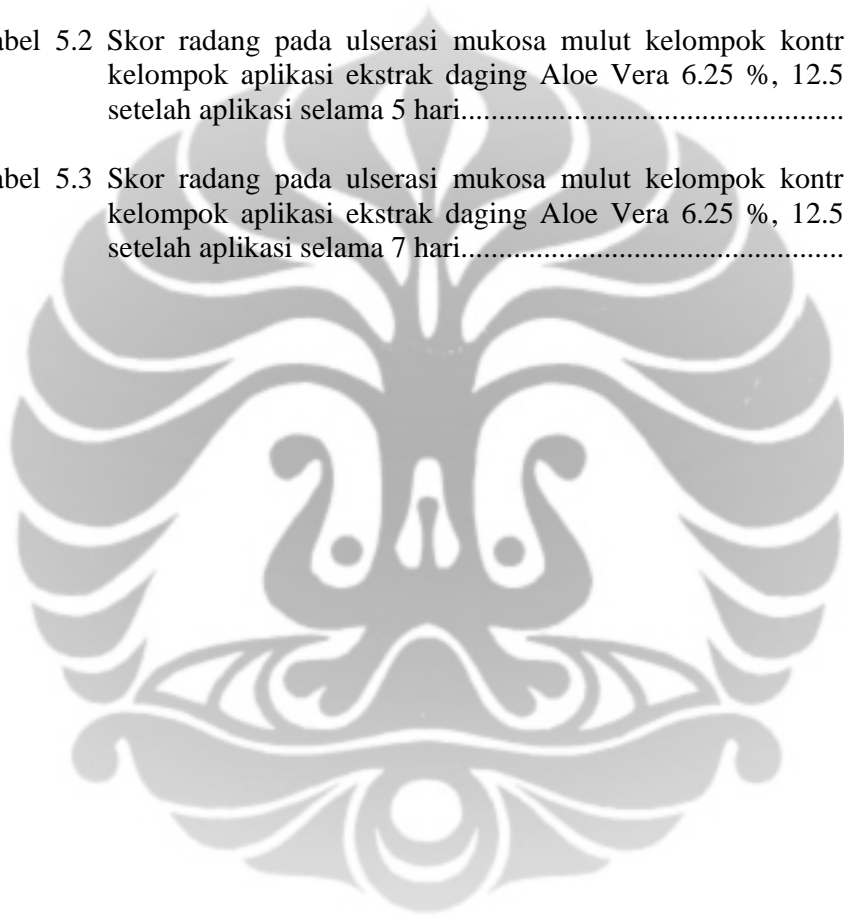 abel 5.2 Skor radang pada ulserasi mukosa mulut kelompok kontr
kelompok aplikasi ekstrak daging Aloe Vera 6.25 %, 12.5
setelah aplikasi selama 5 hari..................................................
abel 5.3 Skor radang pada ulserasi mukosa mulut kelompok kontr
kelompok aplikasi ekstrak daging Aloe Vera 6.25 %, 12.5
setelah aplikasi selama 7 hari..................................................